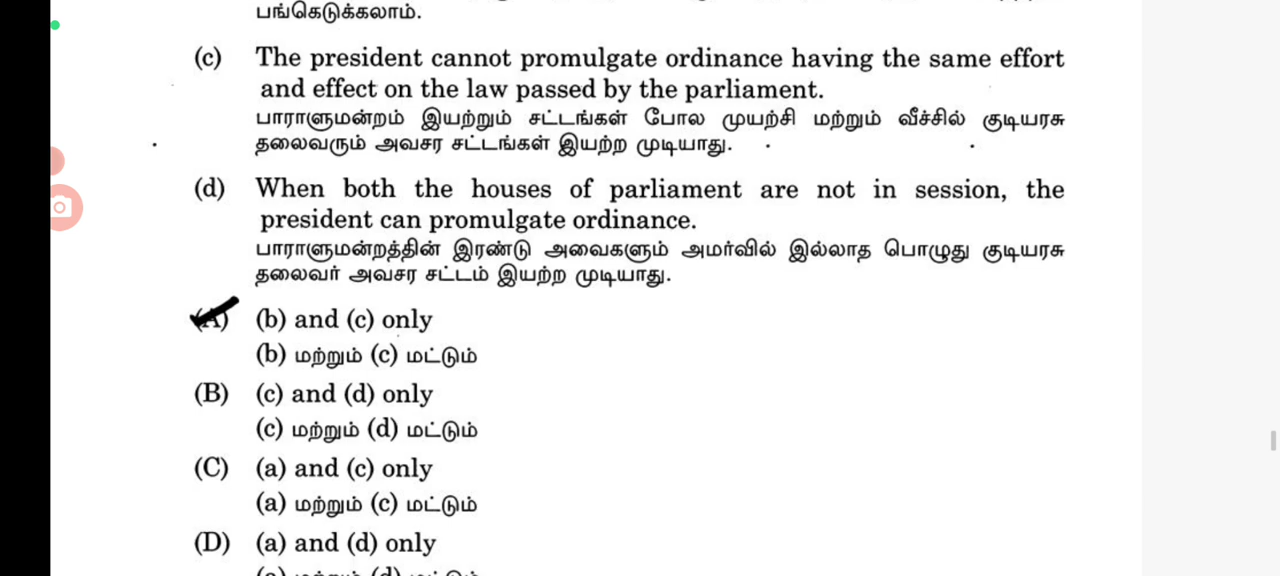 பங்கெடுக்கலாம்.
(c) The president cannot promulgate ordinance having the same effort
and effect on the law passed by the parliament.
பாராளுமன்றம் இயற்றும் சட்டங்கள் போல முயற்சி மற்றும் வீச்சில் குடியரசு
தலைவரும் அவசர சட்டங்கள் இயற்ற முடியாது.
(d) When both the houses of parliament are not in session, the
president can promulgate ordinance.
பாராளுமன்றத்தின் இரண்டு அவைகளும் அமர்வில் இல்லாத பொழுது குடியரசு
தலைவர் அவசர சட்டம் இயற்ற முடியாது.
(A) (b) and (c) only
(b) மற்றும் (c) மட்டும்
(B) (c) and (d) only
(c) மற்றும் (d) மட்டும்
(C) (a) and (c) only
(a) மற்றும் (c) மட்டும்
(D) (a) and (d) only